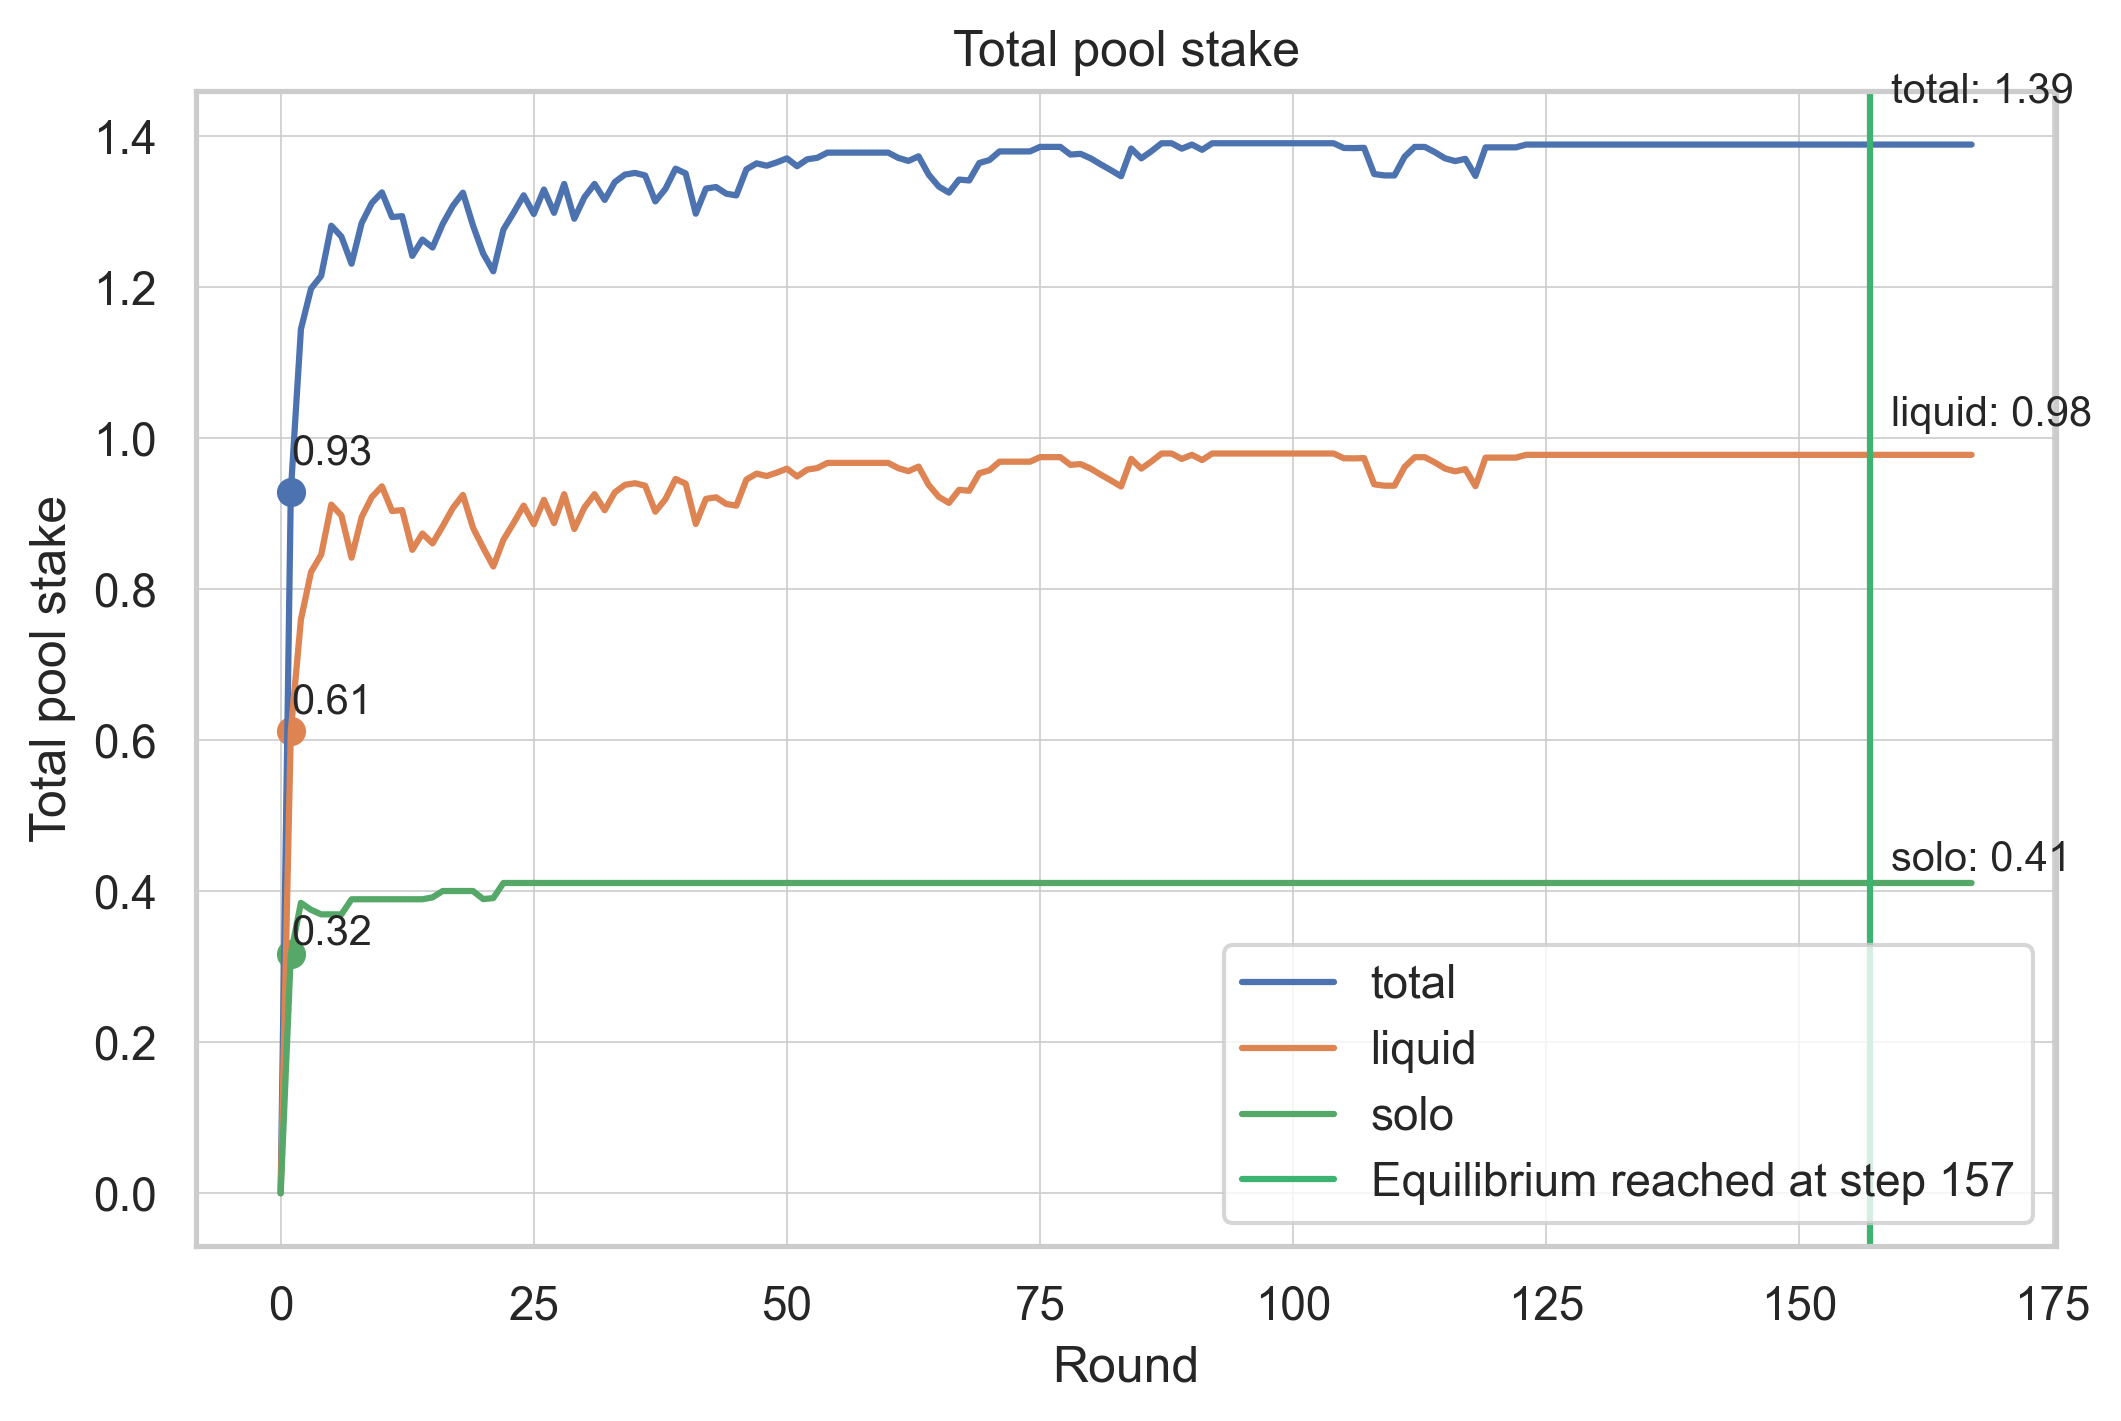 Total pool stake
total: 1.39
1.4
1.2
liquid: 0.98
1.0
0.93
0.8
0.61
0.6
solo: 0.41
0.4
0.32
0.2
0.0
Total pool stake
total
liquid
solo
Equilibrium reached at step 157
0 25 50 75 100 125 150 175
Round